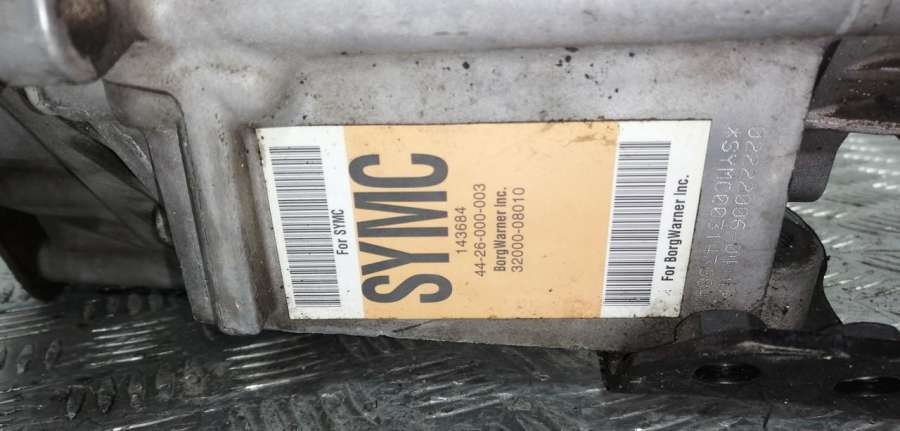 For SYMC
SYMC
143684
44-26-000-003
BorgWarner Inc.
32000-08010
For BorgWarner Inc.